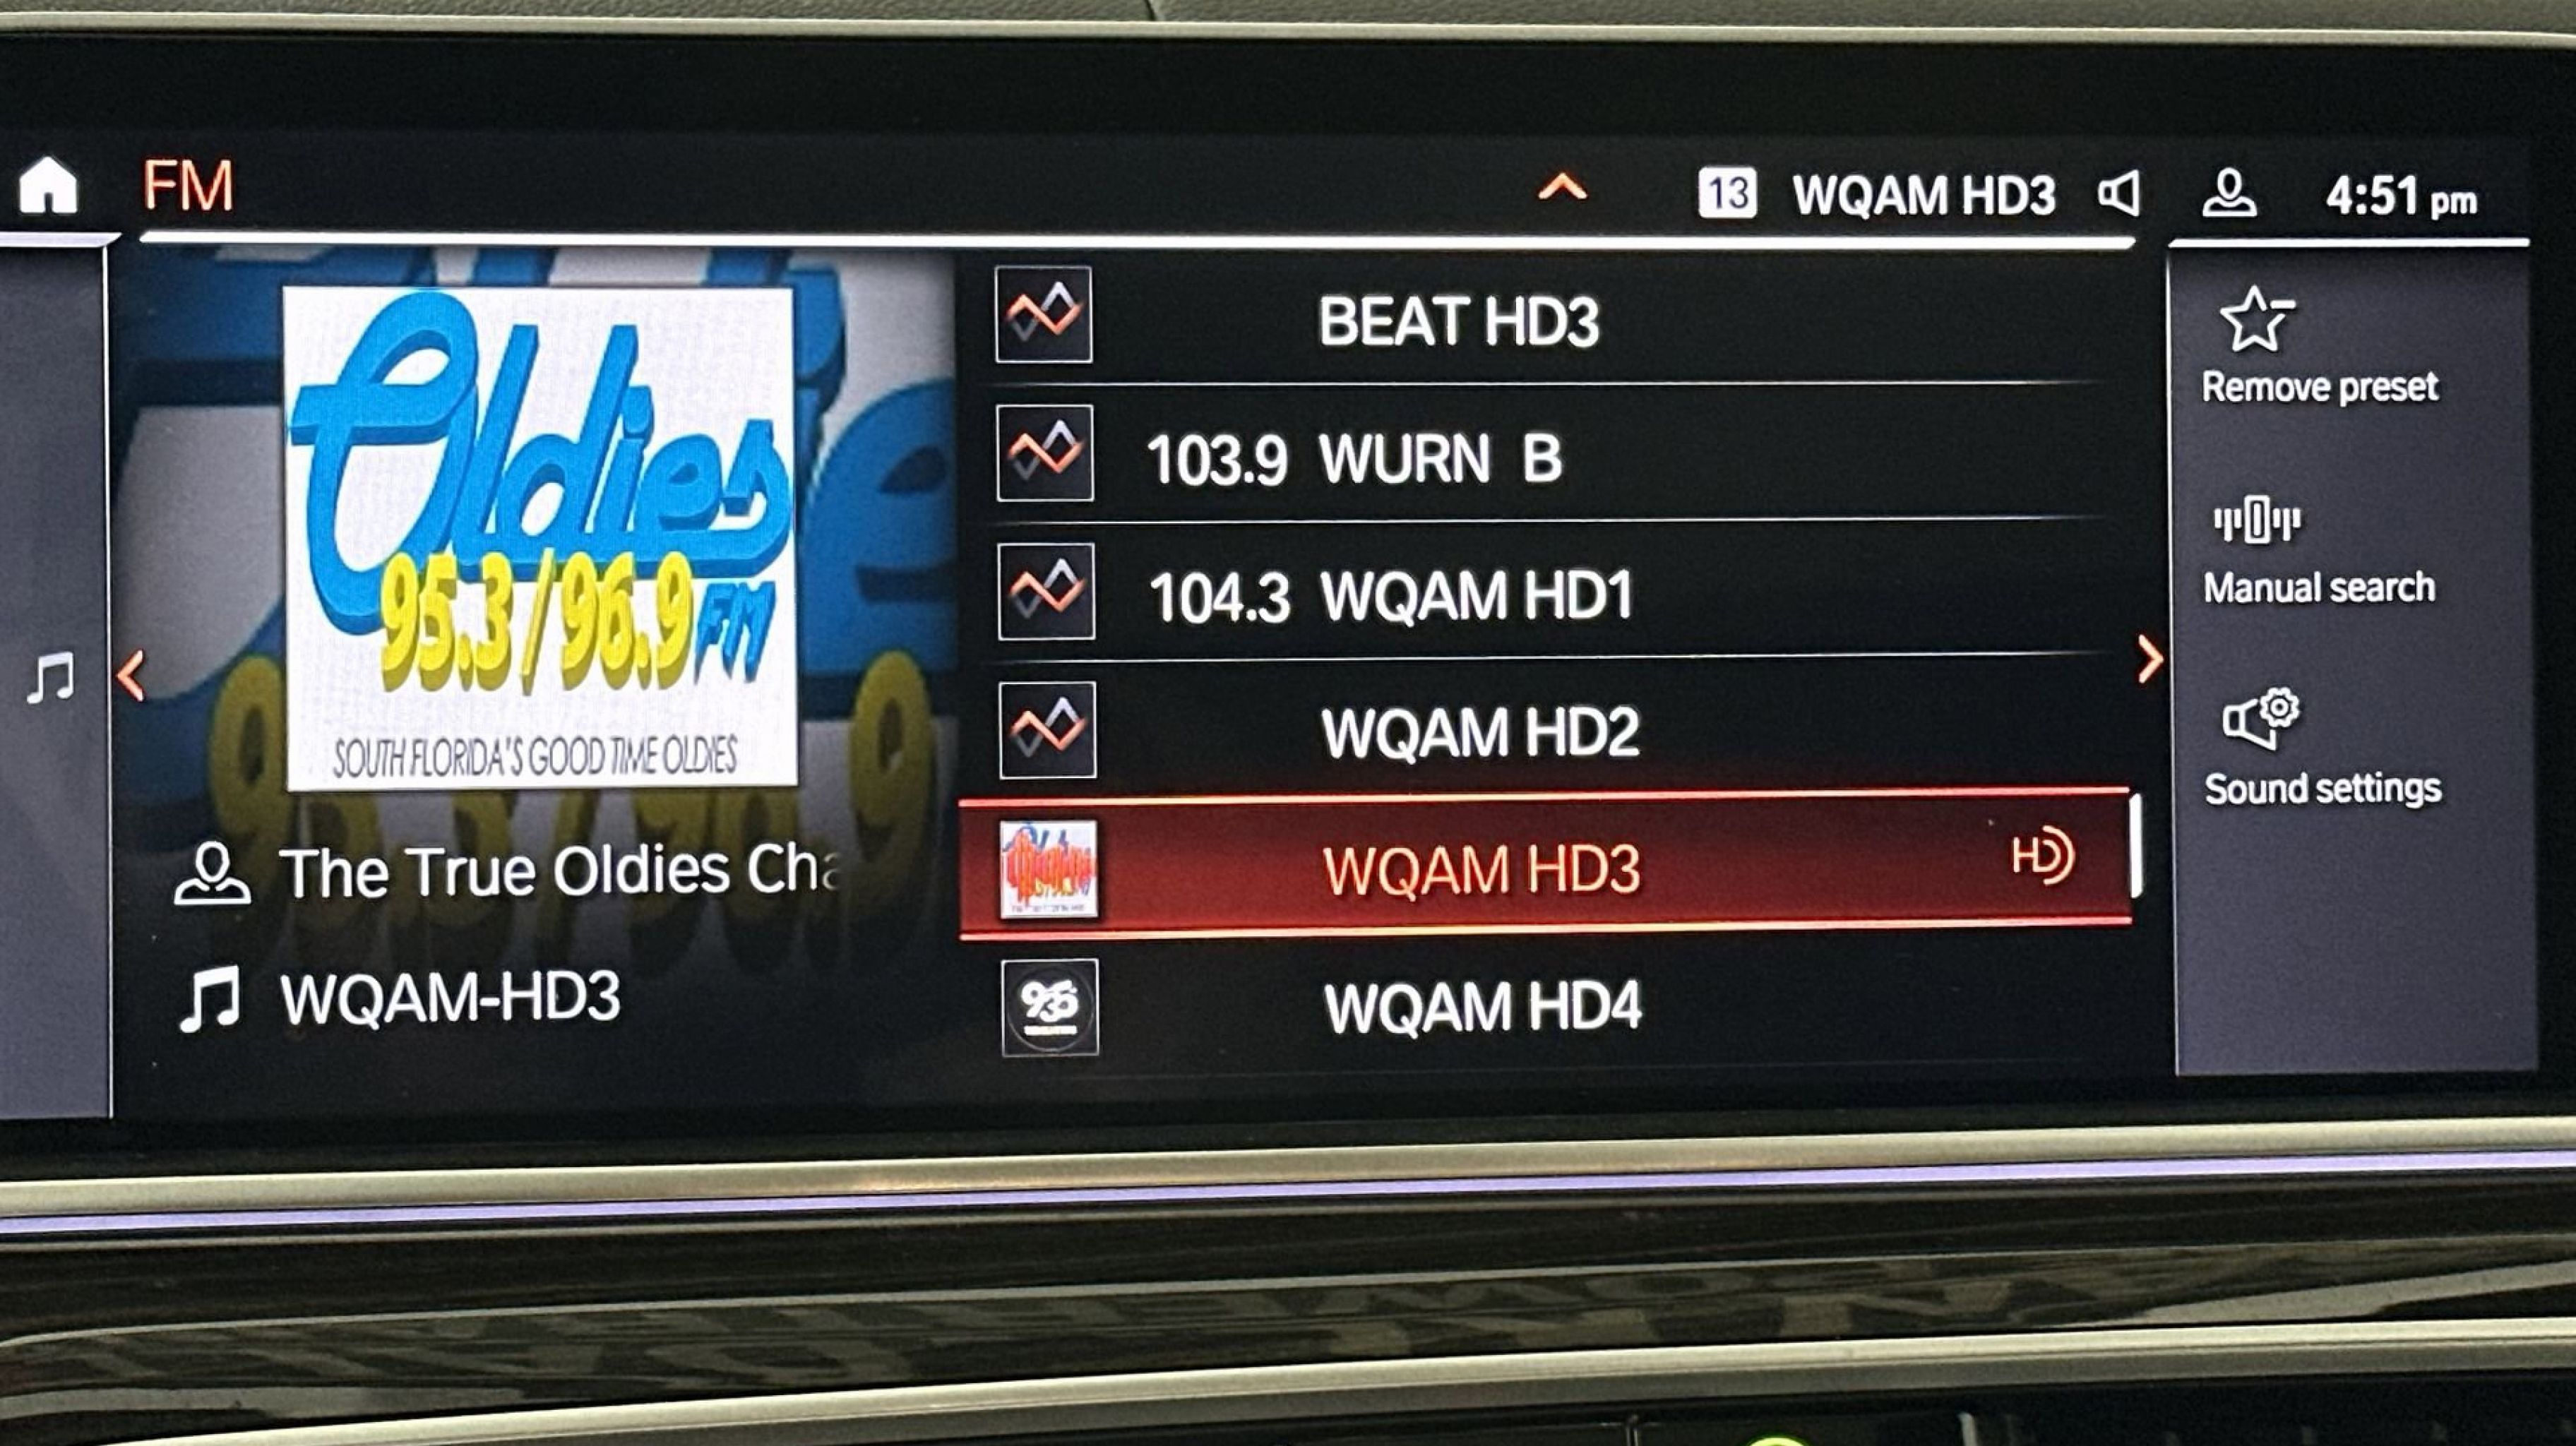 FM
13 WQAM HD3
4:51 pm
Oldies
95.3/96.9 FM
SOUTH FLORIDA'S GOOD TIME OLDIES
The True Oldies Cha
WQAM-HD3
BEAT HD3
103.9 WURN B
104.3 WQAM HD1
WQAM HD2
WQAM HD3 HD
WQAM HD4
Remove preset
Manual search
Sound settings